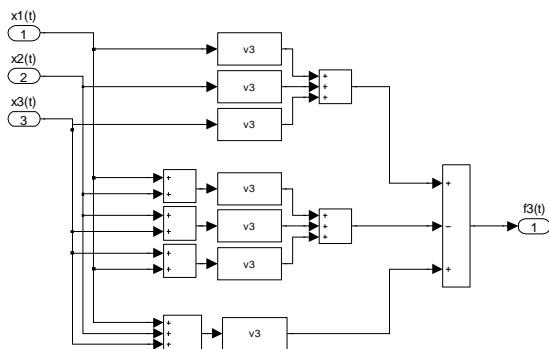 x1(t)
1
x2(t)
2
x3(t)
3
v3
v3
v3
+
+
+
+
+
v3
+
+
v3
+
+
v3
+
+
+
+
−
+
f3(t)
1
+
+
+
v3